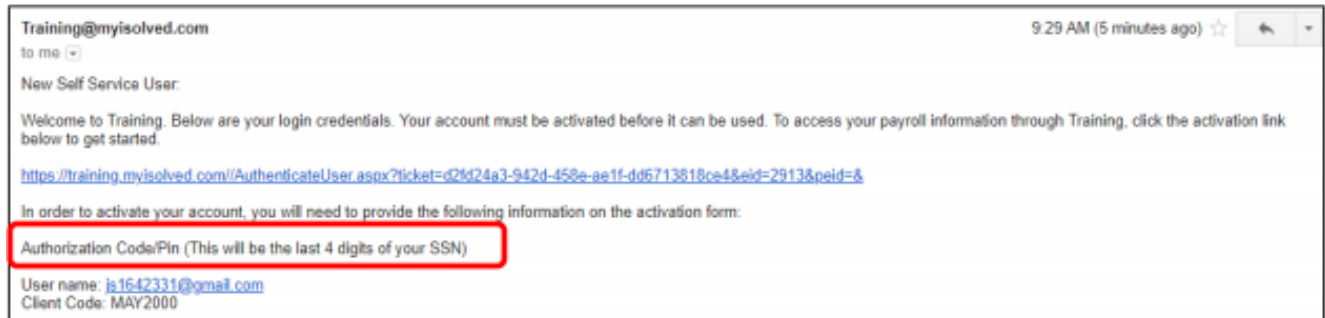 Training@myisolved.com
9:29 AM (5 minutes ago)
to me
New Self Service User:
Welcome to Training. Below are your login credentials. Your account must be activated before it can be used. To access your payroll information through Training, click the activation link
below to get started.
https://training.myisolved.com//AuthenticateUser.aspx?ticket=d2fd24a3-942d-458e-ae1f-dd6713818ce4&eid=2913&peid=&
In order to activate your account, you will need to provide the following information on the activation form:
Authorization Code/Pin (This will be the last 4 digits of your SSN)
User name: js1642331@gmail.com
Client Code: MAY2000